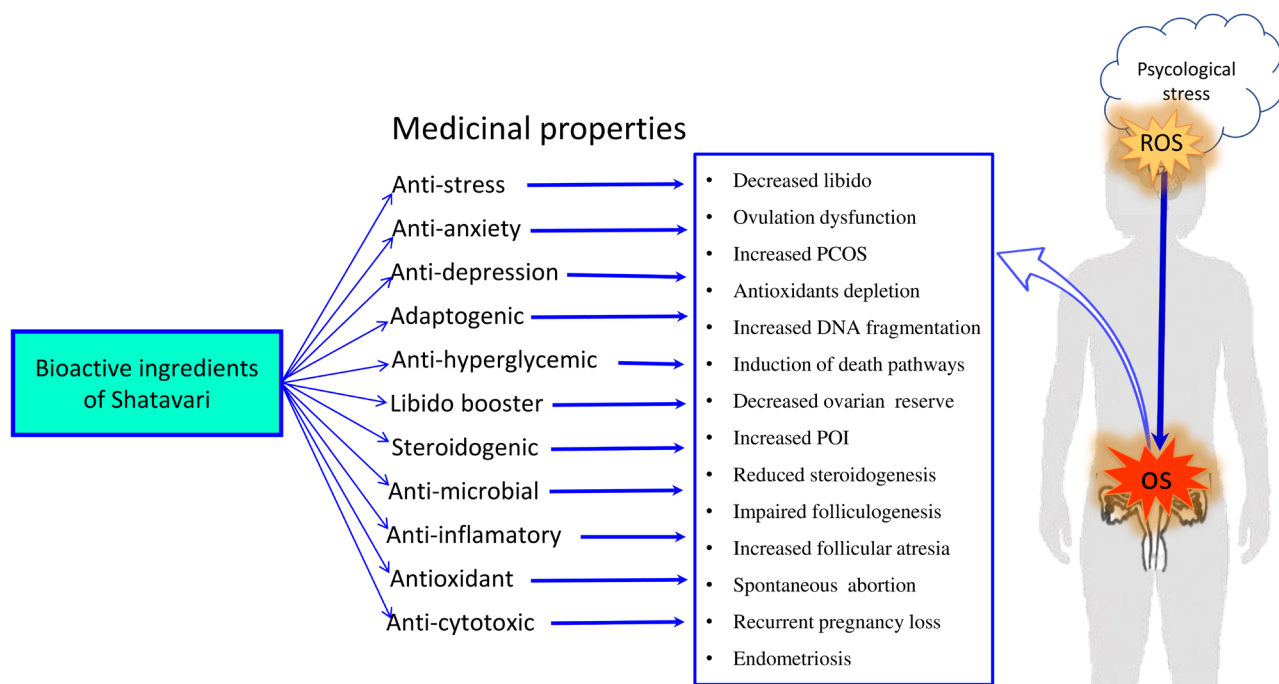 Psycological
stress
ROS
Medicinal properties
Anti-stress
Anti-anxiety
Anti-depression
Adaptogenic
Anti-hyperglycemic
Libido booster
Steroidogenic
Anti-microbial
Anti-inflamatory
Antioxidant
Anti-cytotoxic
Bioactive ingredients
of Shatavari
• Decreased libido
• Ovulation dysfunction
• Increased PCOS
• Antioxidants depletion
• Increased DNA fragmentation
• Induction of death pathways
• Decreased ovarian reserve
• Increased POI
• Reduced steroidogenesis
• Impaired folliculogenesis
• Increased follicular atresia
• Spontaneous abortion
• Recurrent pregnancy loss
• Endometriosis
OS